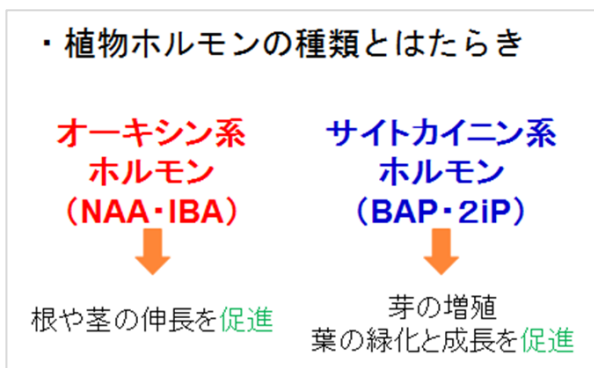 ・植物ホルモンの種類とはたらき
オーキシン系
ホルモン
（NAA・IBA）
根や茎の伸長を促進
サイトカイニン系
ホルモン
（BAP・2iP）
芽の増殖
葉の緑化と成長を促進